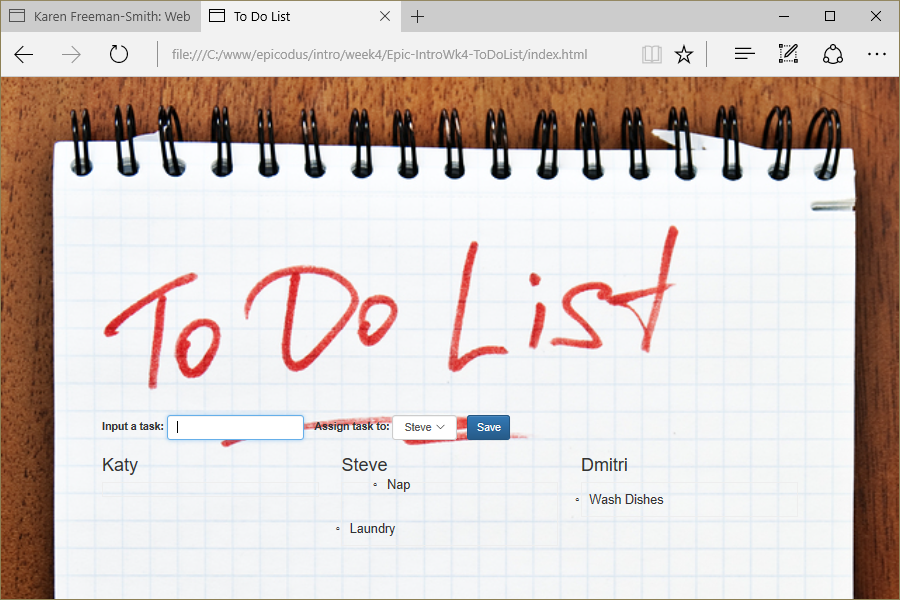 Karen Freeman-Smith: Web
To Do List
file:///C:/www/epicodus/intro/week4/Epic-IntroWk4-ToDoList/index.html
To Do List
Input a task: Assign task to: Steve Save
Katy Steve Dmitri
Nap
Wash Dishes
Laundry